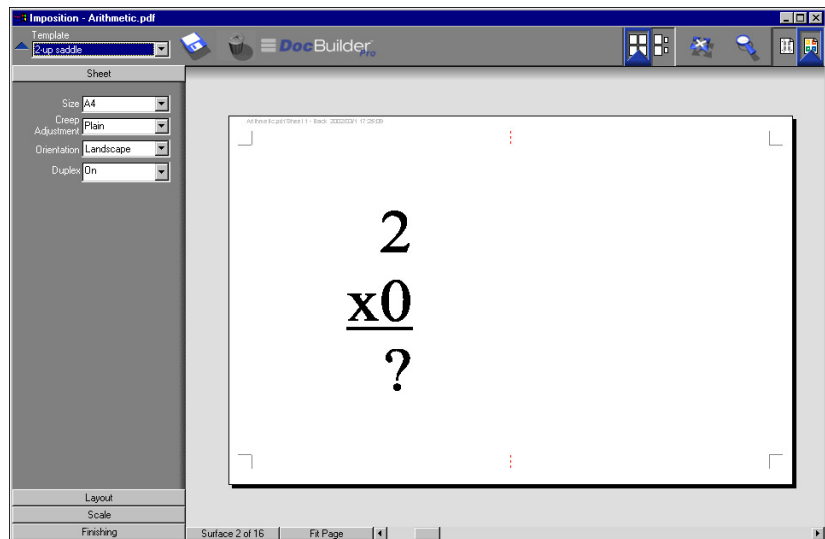 Imposition - Arithmetic.pdf
Template
2-up saddle
DocBuilder
Pro
Sheet
Size A4
Creep Adjustment Plain
Orientation Landscape
Duplex On
2
x0
?
Layout
Scale
Finishing
Surface 2 of 16
Fit Page